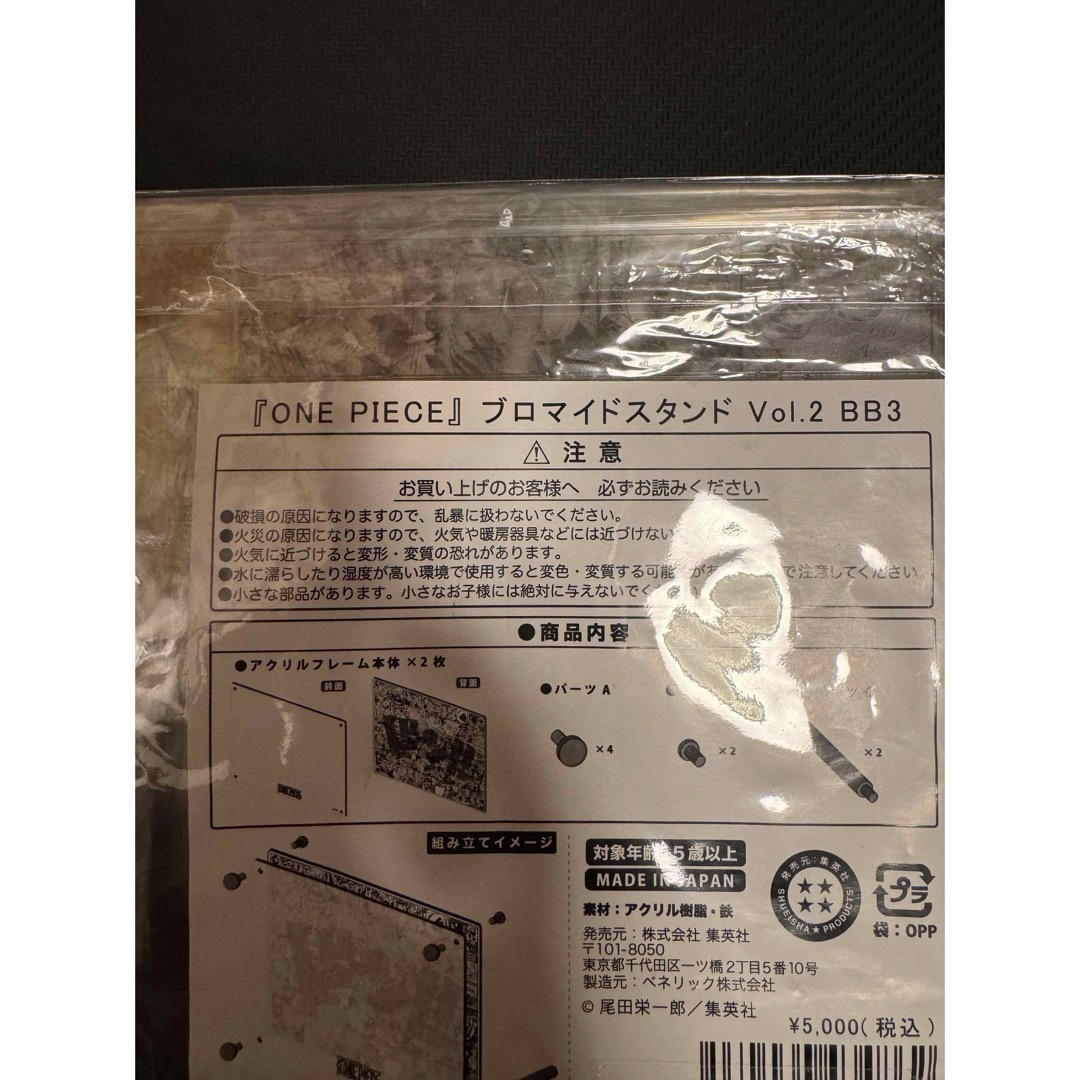 『ONE PIECE』ブロマイドスタンド Vol.2 BB3
⚠ 注意
お買い上げのお客様へ 必ずお読みください
●破損の原因になりますので、乱暴に扱わないでください。
●火災の原因になりますので、火気や暖房器具などには近づけない
●火気に近づけると変形・変質の恐れがあります。
●水に濡らしたり湿度が高い環境で使用すると変色・変質する可能 があ で注意してください
●小さな部品があります。小さなお子様には絶対に与えないでく
●商品内容
●アクリルフレーム本体×2枚
前面
背面
●パーツA
×4
×2
×2
組み立てイメージ
対象年齢 5歳以上
MADE IN JAPAN
素材:アクリル樹脂・鉄
発売元:株式会社 集英社
〒101-8050
東京都千代田区一ツ橋2丁目5番10号
製造元:ベネリック株式会社
© 尾田栄一郎/集英社
発売元:集英社
SHUEISHA★PRODUCTS
プラ
袋:OPP
¥5,000(税込)